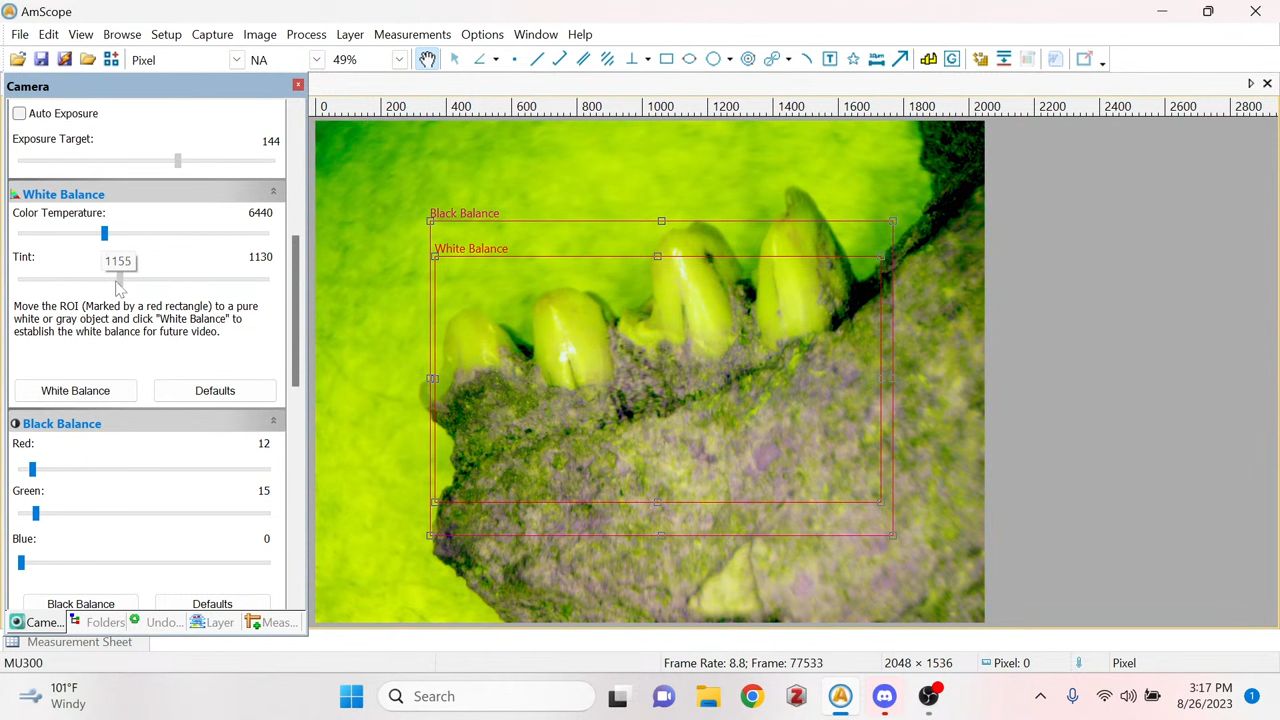 AmScope
File Edit View Browse Setup Capture Image Process Layer Measurements Options Window Help
Pixel NA 49%
Camera
0 200 400 600 800 1000 1200 1400 1600 1800 2000 2200 2400 2600 2800
Auto Exposure
Exposure Target: 144
White Balance
Color Temperature: 6440
Tint: 1130
1155
Move the ROI (Marked by a red rectangle) to a pure
white or gray object and click "White Balance" to
establish the white balance for future video.
White Balance Defaults
Black Balance
Red: 12
Green: 15
Blue: 0
Black Balance Defaults
Came... Folders Undo... Layer Meas...
Black Balance
White Balance
Measurement Sheet
MU300 Frame Rate: 8.8; Frame: 77533 2048 × 1536 Pixel: 0 Pixel
101°F
Windy
Search
3:17 PM
8/26/2023
1